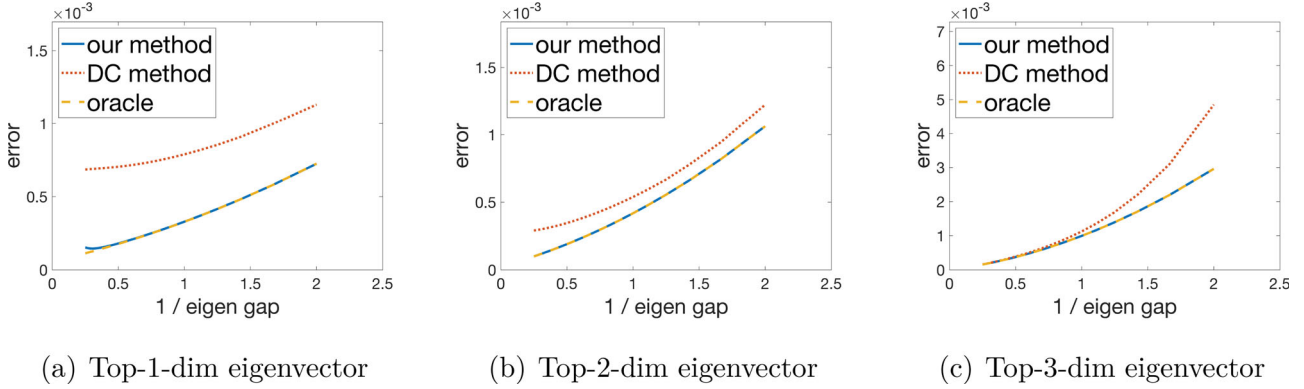 ×10⁻³
1.5
1
0.5
0
error
our method
DC method
oracle
0 0.5 1 1.5 2 2.5
1 / eigen gap
(a) Top-1-dim eigenvector
×10⁻³
1.5
1
0.5
0
error
our method
DC method
oracle
0 0.5 1 1.5 2 2.5
1 / eigen gap
(b) Top-2-dim eigenvector
×10⁻³
7
6
5
4
3
2
1
0
error
our method
DC method
oracle
0 0.5 1 1.5 2 2.5
1 / eigen gap
(c) Top-3-dim eigenvector